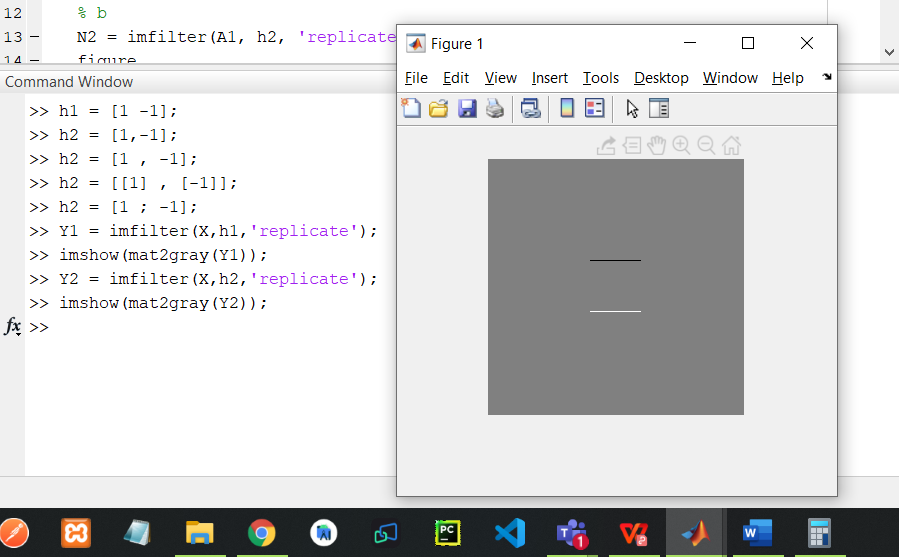 12 % b
13 – N2 = imfilter(A1, h2, 'replicate
14 – figure
Command Window
>> h1 = [1 -1];
>> h2 = [1,-1];
>> h2 = [1 , -1];
>> h2 = [[1] , [-1]];
>> h2 = [1 ; -1];
>> Y1 = imfilter(X,h1,'replicate');
>> imshow(mat2gray(Y1));
>> Y2 = imfilter(X,h2,'replicate');
>> imshow(mat2gray(Y2));
fx >>
Figure 1
File Edit View Insert Tools Desktop Window Help
PC
T 1
W